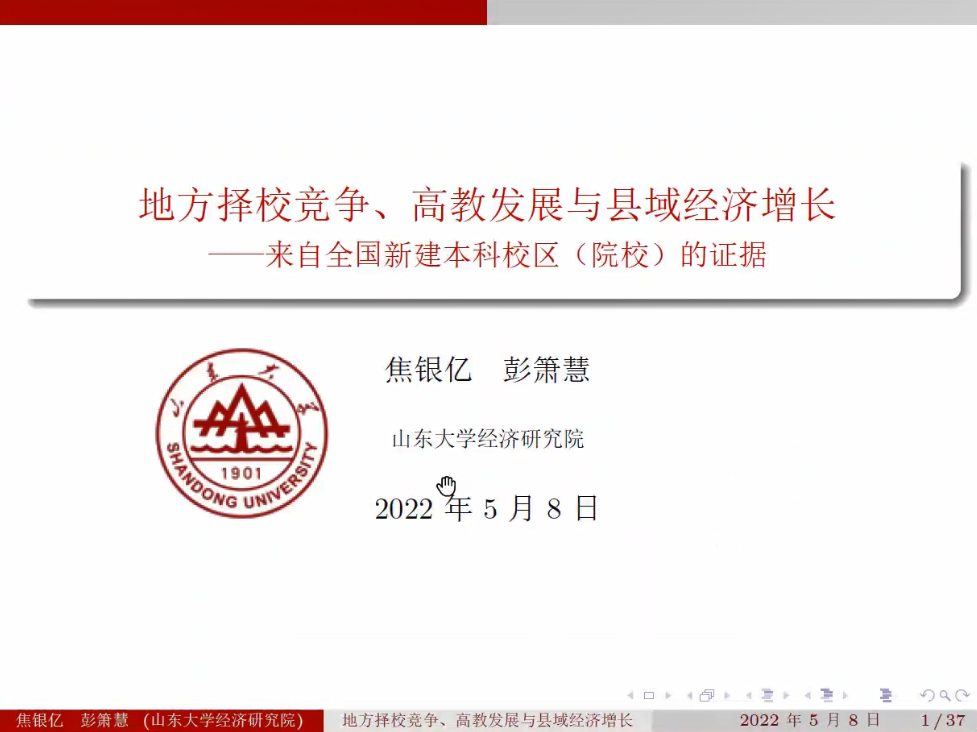 地方择校竞争、高教发展与县域经济增长
——来自全国新建本科校区（院校）的证据
焦银亿 彭箫慧
山东大学
SHANDONG UNIVERSITY
1901
山东大学经济研究院
2022 年 5 月 8 日
焦银亿 彭箫慧 (山东大学经济研究院) 地方择校竞争、高教发展与县域经济增长 2022 年 5 月 8 日 1 / 37